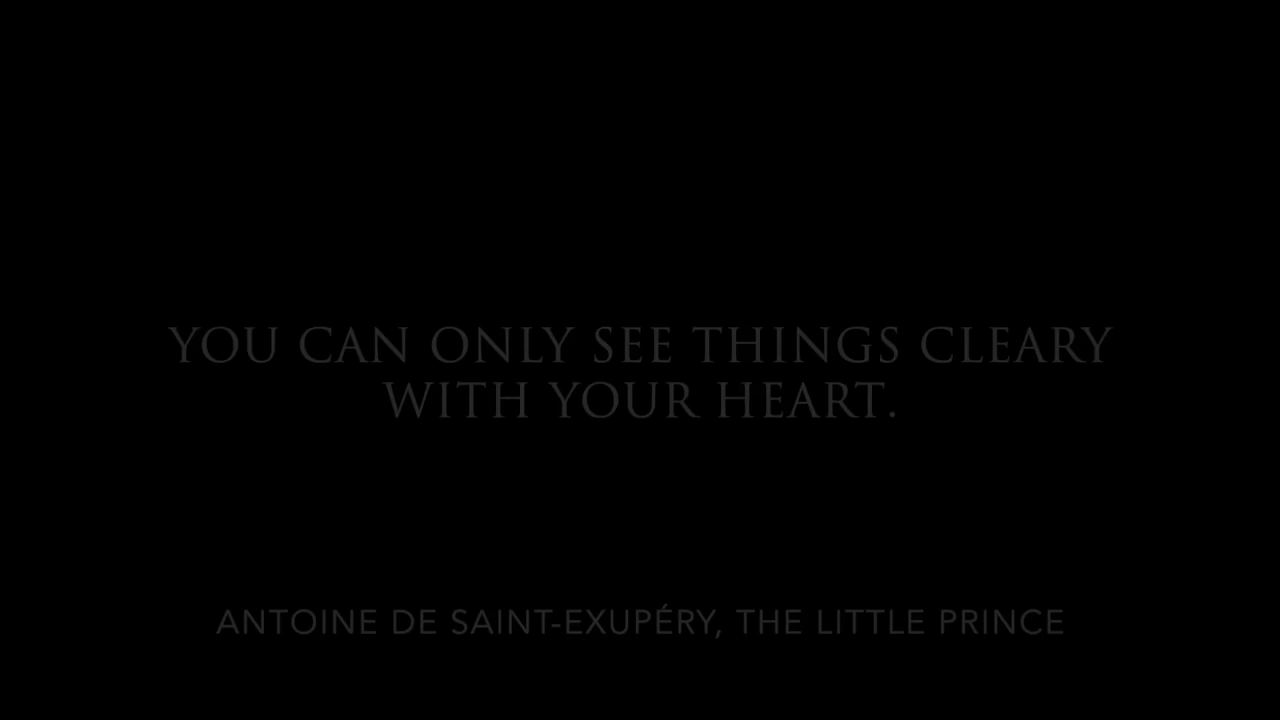 YOU CAN ONLY SEE THINGS CLEARY
WITH YOUR HEART.
ANTOINE DE SAINT-EXUPÉRY, THE LITTLE PRINCE